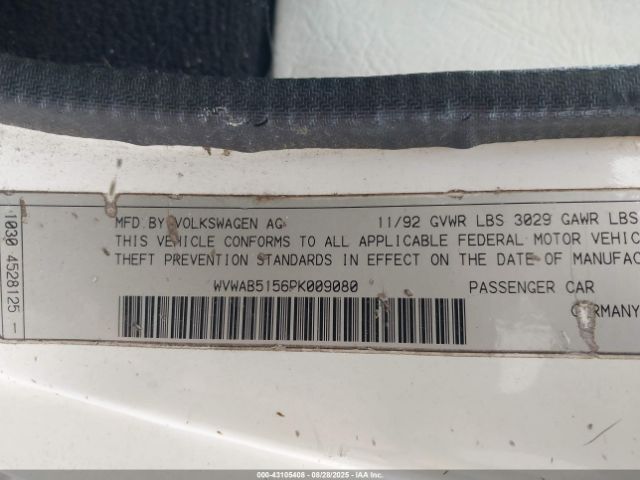 MFD BY VOLKSWAGEN AG 11/92 GVWR LBS 3029 GAWR LBS
THIS VEHICLE CONFORMS TO ALL APPLICABLE FEDERAL MOTOR VEHIC
THEFT PREVENTION STANDARDS IN EFFECT ON THE DATE OF MANUFAC
WVWAB5156PK009080 PASSENGER CAR
GERMANY
1030 4528125 -
000-43105408 - 08/28/2025 - IAA Inc.